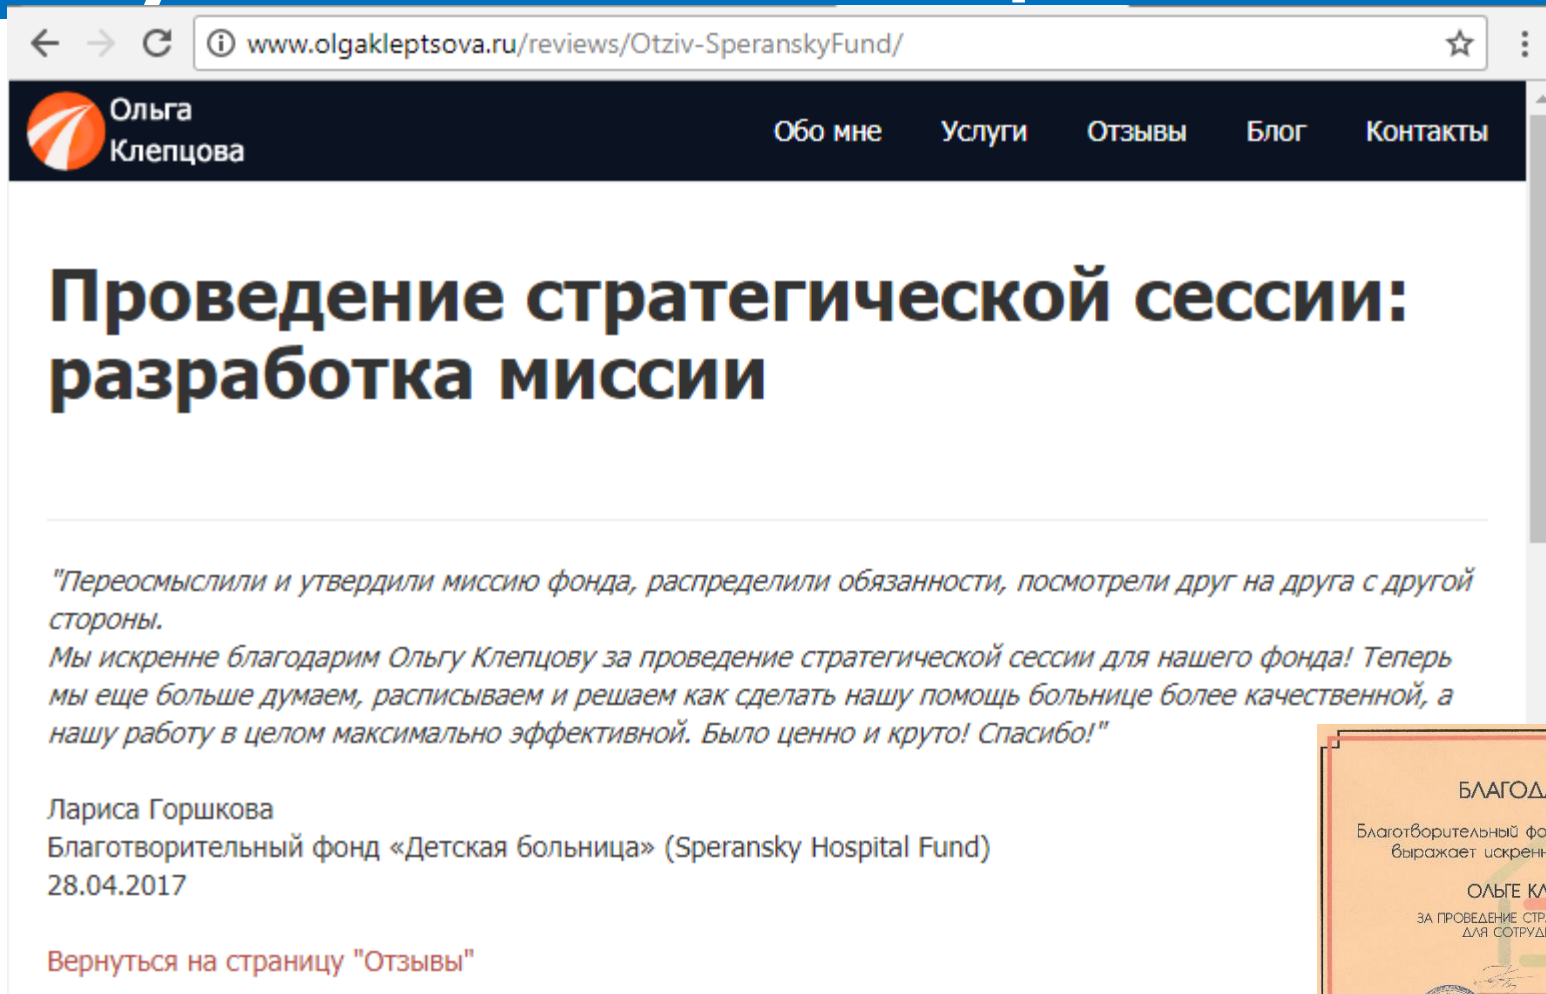 www.olgakleptsova.ru/reviews/Otziv-SperanskyFund/
Ольга
Клепцова
Обо мне Услуги Отзывы Блог Контакты
Проведение стратегической сессии:
разработка миссии
"Переосмыслили и утвердили миссию фонда, распределили обязанности, посмотрели друг на друга с другой
стороны.
Мы искренне благодарим Ольгу Клепцову за проведение стратегической сессии для нашего фонда! Теперь
мы еще больше думаем, расписываем и решаем как сделать нашу помощь больнице более качественной, а
нашу работу в целом максимально эффективной. Было ценно и круто! Спасибо!"
Лариса Горшкова
Благотворительный фонд «Детская больница» (Speransky Hospital Fund)
28.04.2017
Вернуться на страницу "Отзывы"
Благотворительный
выражает
ОЛЬГЕ
ЗА ПРОВЕДЕНИЕ
ДЛЯ